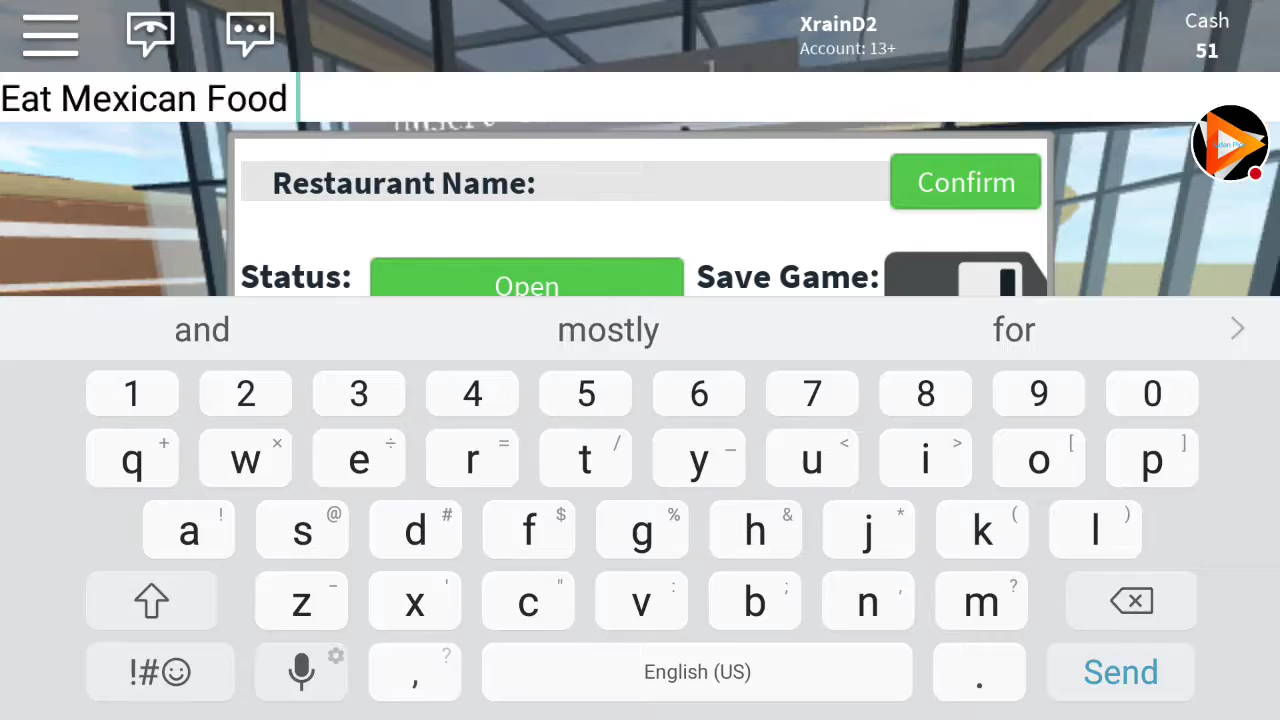 XrainD2
Account: 13+
Cash
51
Eat Mexican Food
Restaurant Name:
Confirm
Status:
Open
Save Game:
and
mostly
for
1 2 3 4 5 6 7 8 9 0
q + w × e ÷ r = t / y _ u < i > o [ p ]
a ! s @ d # f $ g % h & j * k ( l )
z - x ' c " v : b ; n , m ?
!#☺ , ? English (US) . Send